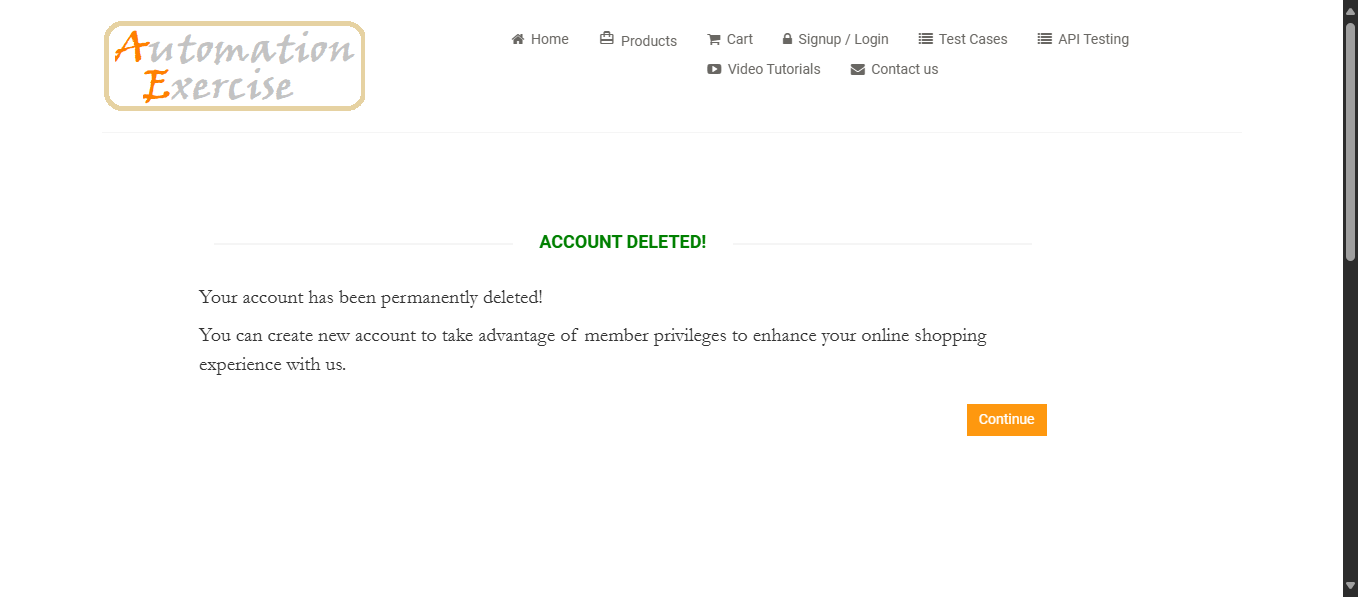 Automation
Exercise
Home
Products
Cart
Signup / Login
Test Cases
API Testing
Video Tutorials
Contact us
ACCOUNT DELETED!
Your account has been permanently deleted!
You can create new account to take advantage of member privileges to enhance your online shopping
experience with us.
Continue